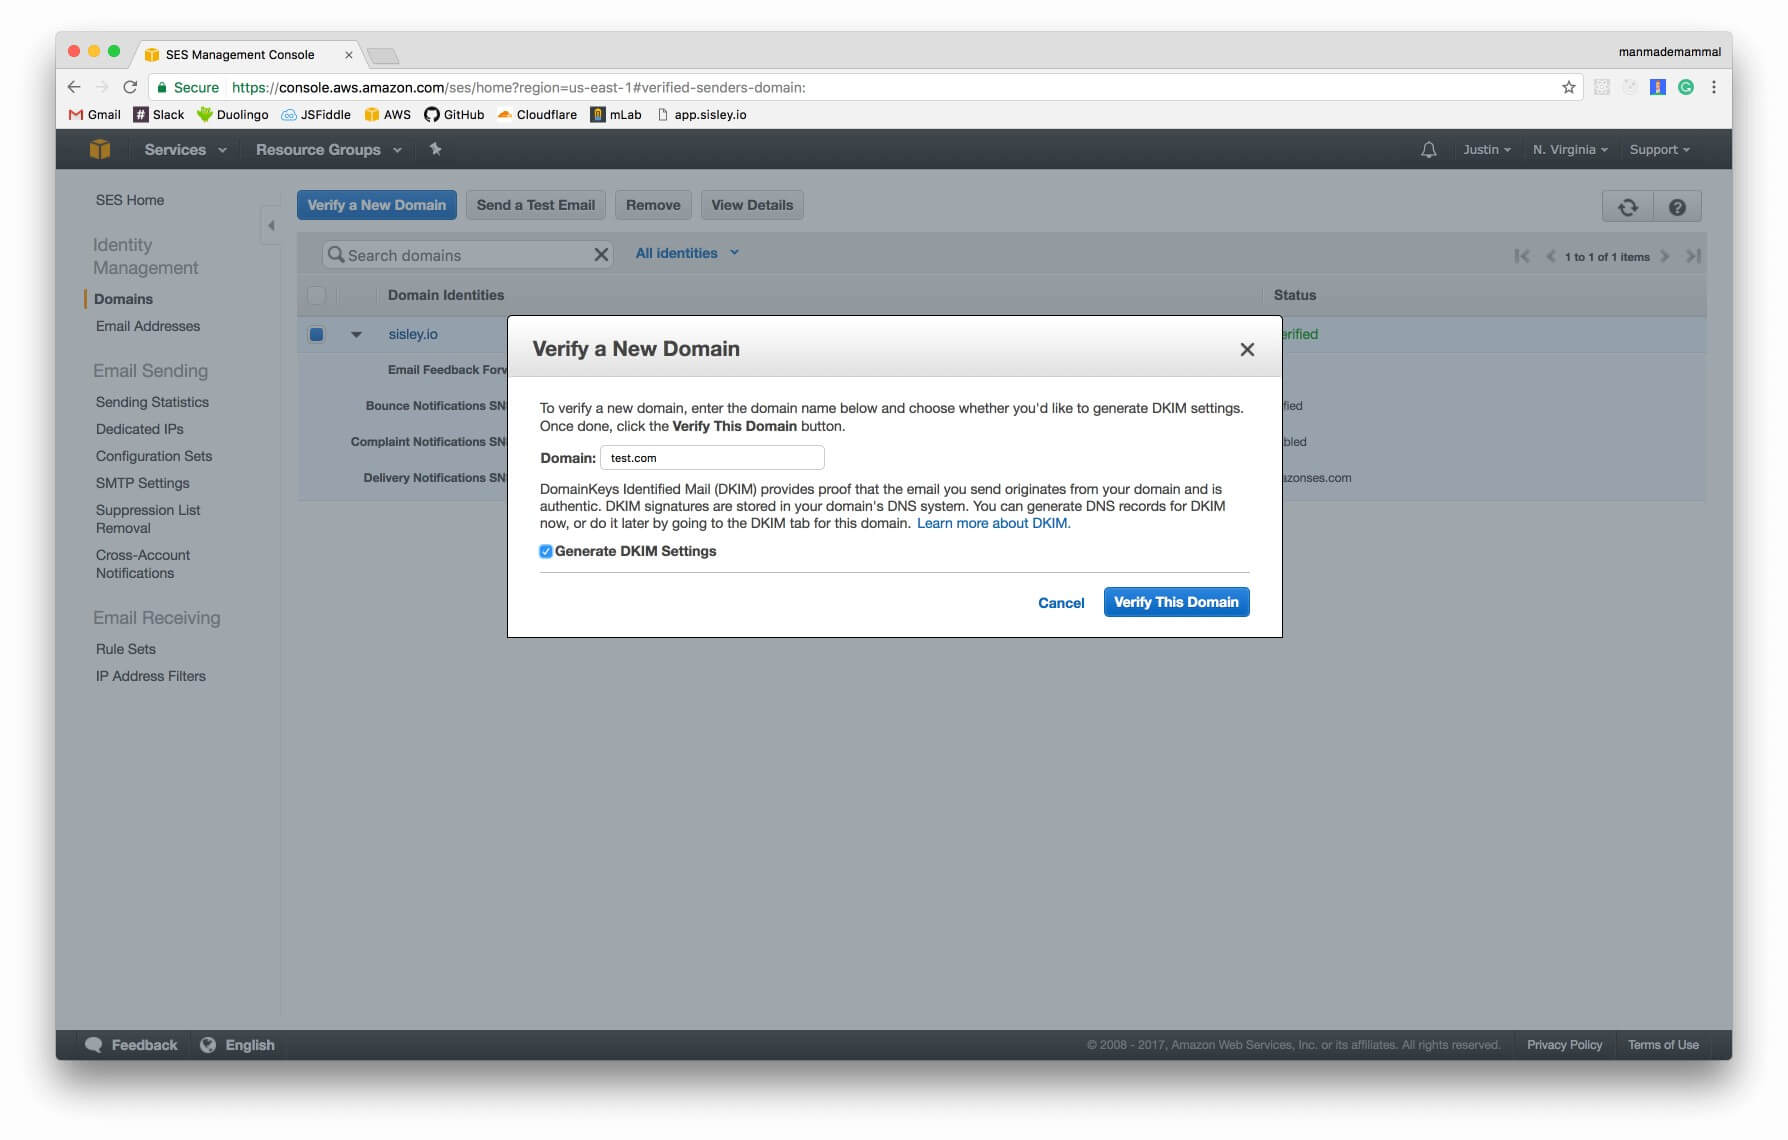 SES Management Console
manmademammal
Secure https://console.aws.amazon.com/ses/home?region=us-east-1#verified-senders-domain:
Gmail Slack Duolingo JSFiddle AWS GitHub Cloudflare mLab app.sisley.io
Services Resource Groups Justin N. Virginia Support
SES Home
Identity
Management
Domains
Email Addresses
Email Sending
Sending Statistics
Dedicated IPs
Configuration Sets
SMTP Settings
Suppression List
Removal
Cross-Account
Notifications
Email Receiving
Rule Sets
IP Address Filters
Verify a New Domain Send a Test Email Remove View Details
Search domains All identities 1 to 1 of 1 items
Domain Identities Status
sisley.io erified
Email Feedback Forw
Bounce Notifications SN fied
Complaint Notifications SN bled
Delivery Notifications SN azonses.com
Verify a New Domain
To verify a new domain, enter the domain name below and choose whether you'd like to generate DKIM settings.
Once done, click the Verify This Domain button.
Domain: test.com
DomainKeys Identified Mail (DKIM) provides proof that the email you send originates from your domain and is
authentic. DKIM signatures are stored in your domain's DNS system. You can generate DNS records for DKIM
now, or do it later by going to the DKIM tab for this domain. Learn more about DKIM.
Generate DKIM Settings
Cancel Verify This Domain
Feedback English © 2008 - 2017, Amazon Web Services, Inc. or its affiliates. All rights reserved. Privacy Policy Terms of Use